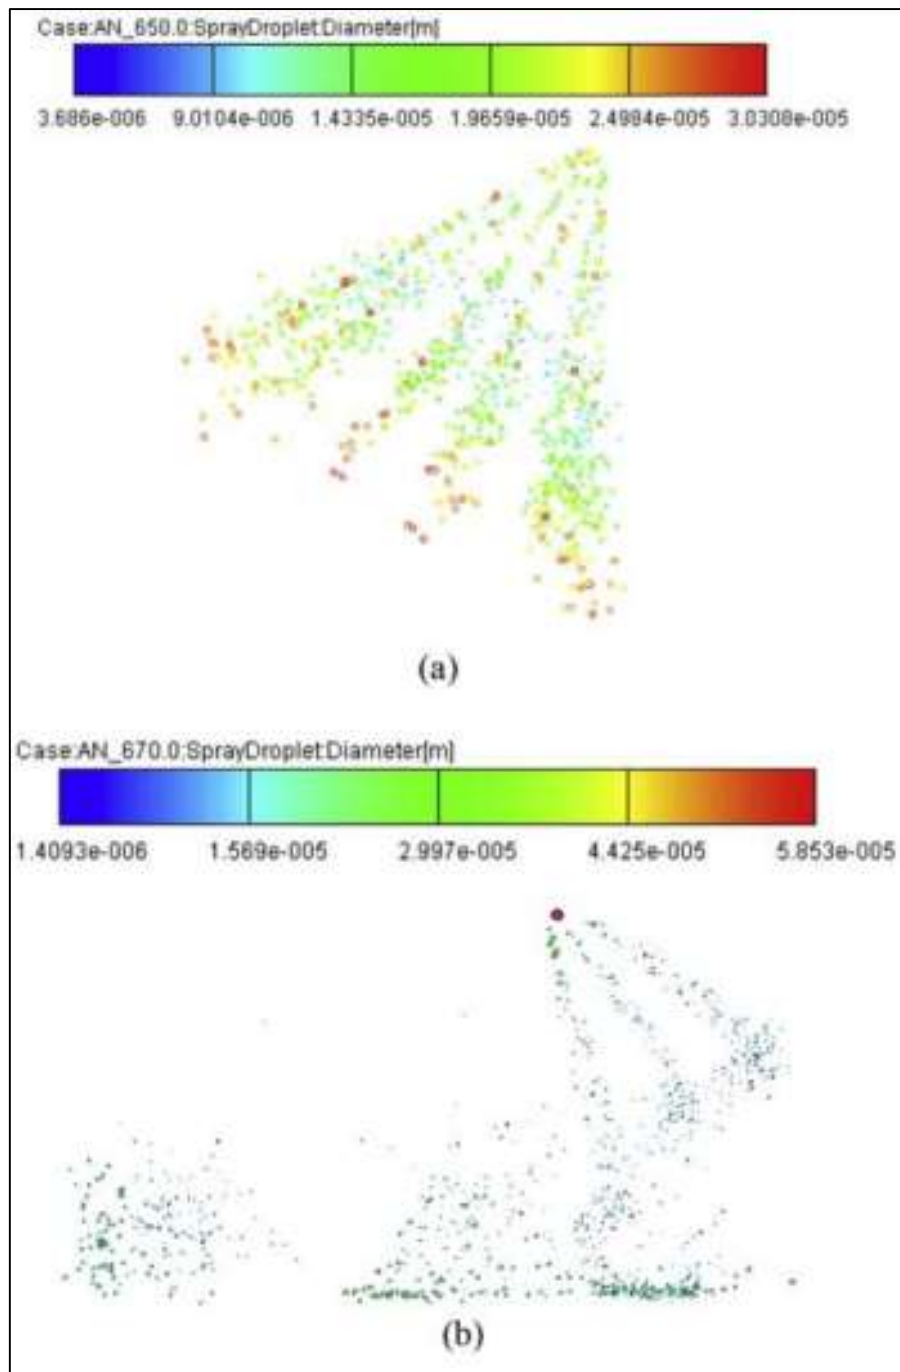 Case:AN_650.0:SprayDroplet:Diameter[m]
3.686e-006 9.0104e-006 1.4335e-005 1.9659e-005 2.4984e-005 3.0308e-005
(a)
Case:AN_670.0:SprayDroplet:Diameter[m]
1.4093e-006 1.569e-005 2.997e-005 4.425e-005 5.853e-005
(b)